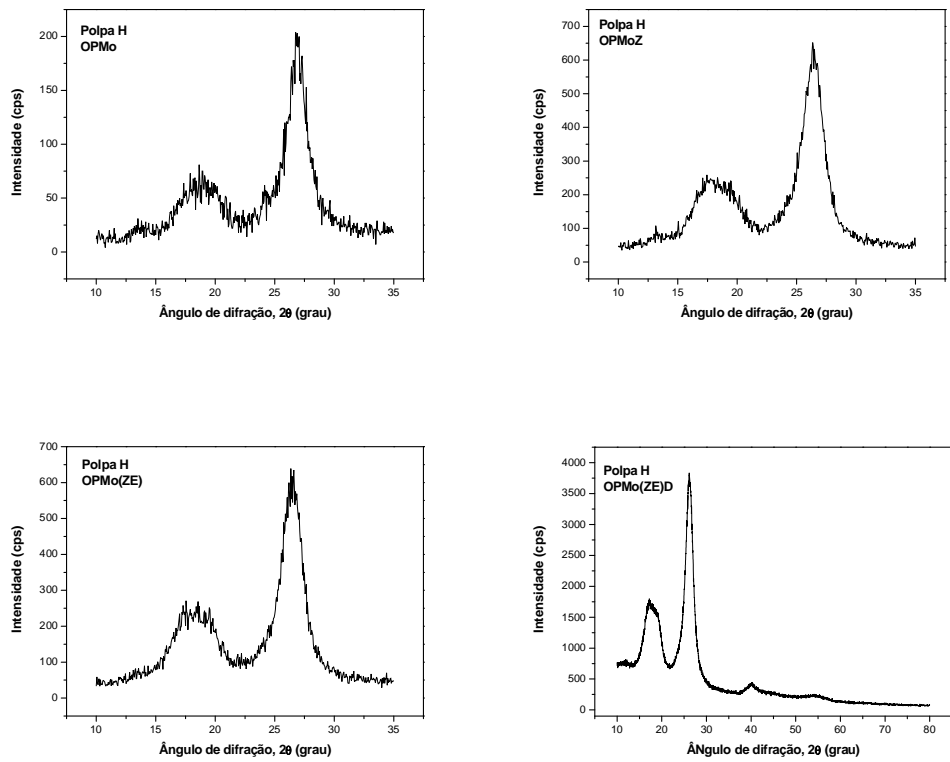 Polpa H
OPMo
200
150
100
50
0
10 15 20 25 30 35
Intensidade (cps)
Ângulo de difração, 2θ (grau)
Polpa H
OPMoZ
700
600
500
400
300
200
100
0
10 15 20 25 30 35
Intensidade (cps)
Ângulo de difração, 2θ (grau)
Polpa H
OPMo(ZE)
700
600
500
400
300
200
100
0
10 15 20 25 30 35
Intensidade (cps)
Ângulo de difração, 2θ (grau)
Polpa H
OPMo(ZE)D
4000
3500
3000
2500
2000
1500
1000
500
0
10 20 30 40 50 60 70 80
Intensidade (cps)
ÂNgulo de difração, 2θ (grau)